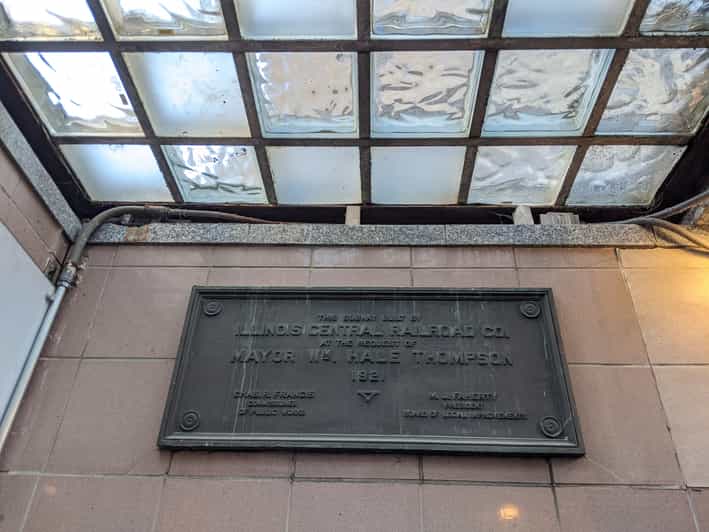 THIS SUBWAY BUILT BY
ILLINOIS CENTRAL RAILROAD CO.
AT THE REQUEST OF
MAYOR WM. HALE THOMPSON
1921
CHAS. R. FRANCIS
COMMISSIONER
OF PUBLIC WORKS
M. J. FAHERTY
PRESIDENT
BOARD OF LOCAL IMPROVEMENTS